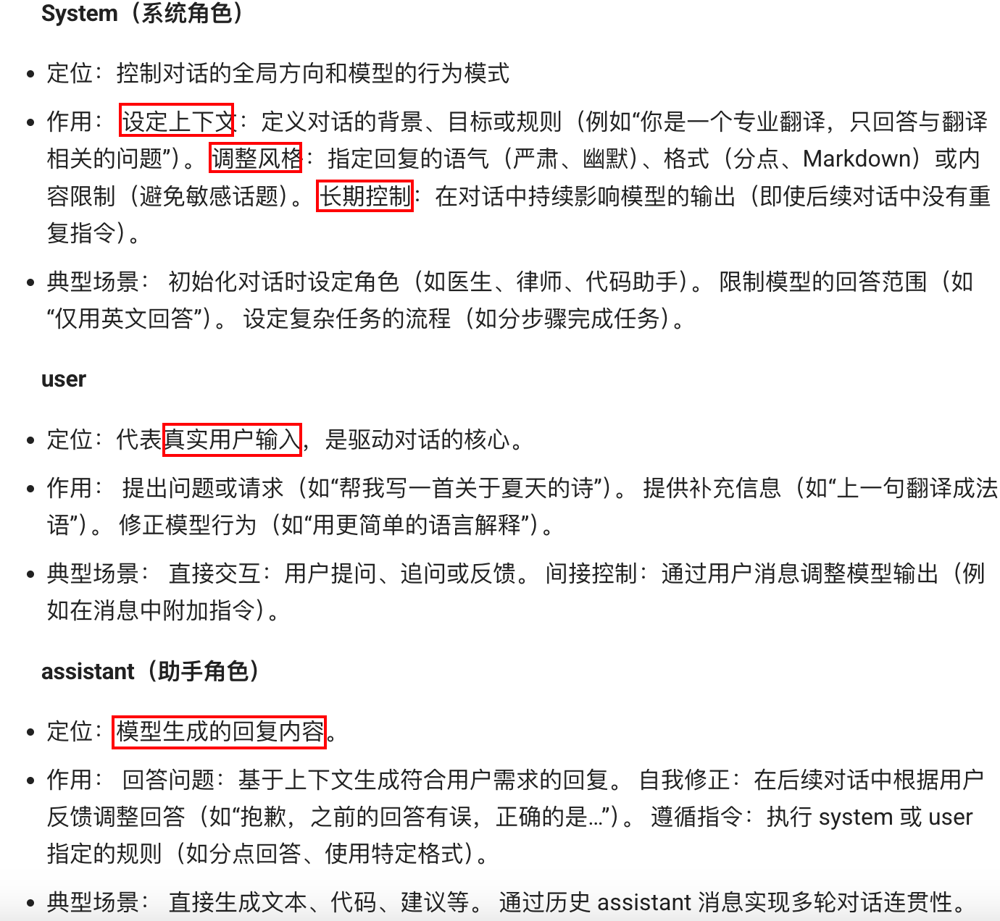 System（系统角色）
定位：控制对话的全局方向和模型的行为模式
作用： 设定上下文：定义对话的背景、目标或规则（例如“你是一个专业翻译，只回答与翻译
相关的问题”）。 调整风格：指定回复的语气（严肃、幽默）、格式（分点、Markdown）或内
容限制（避免敏感话题）。 长期控制：在对话中持续影响模型的输出（即使后续对话中没有重
复指令）。
典型场景： 初始化对话时设定角色（如医生、律师、代码助手）。 限制模型的回答范围（如
“仅用英文回答”）。 设定复杂任务的流程（如分步骤完成任务）。
user
定位：代表真实用户输入，是驱动对话的核心。
作用： 提出问题或请求（如“帮我写一首关于夏天的诗”）。 提供补充信息（如“上一句翻译成法
语”）。 修正模型行为（如“用更简单的语言解释”）。
典型场景： 直接交互：用户提问、追问或反馈。 间接控制：通过用户消息调整模型输出（例
如在消息中附加指令）。
assistant（助手角色）
定位：模型生成的回复内容。
作用： 回答问题：基于上下文生成符合用户需求的回复。 自我修正：在后续对话中根据用户
反馈调整回答（如“抱歉，之前的回答有误，正确的是...”）。 遵循指令：执行 system 或 user
指定的规则（如分点回答、使用特定格式）。
典型场景： 直接生成文本、代码、建议等。 通过历史 assistant 消息实现多轮对话连贯性。